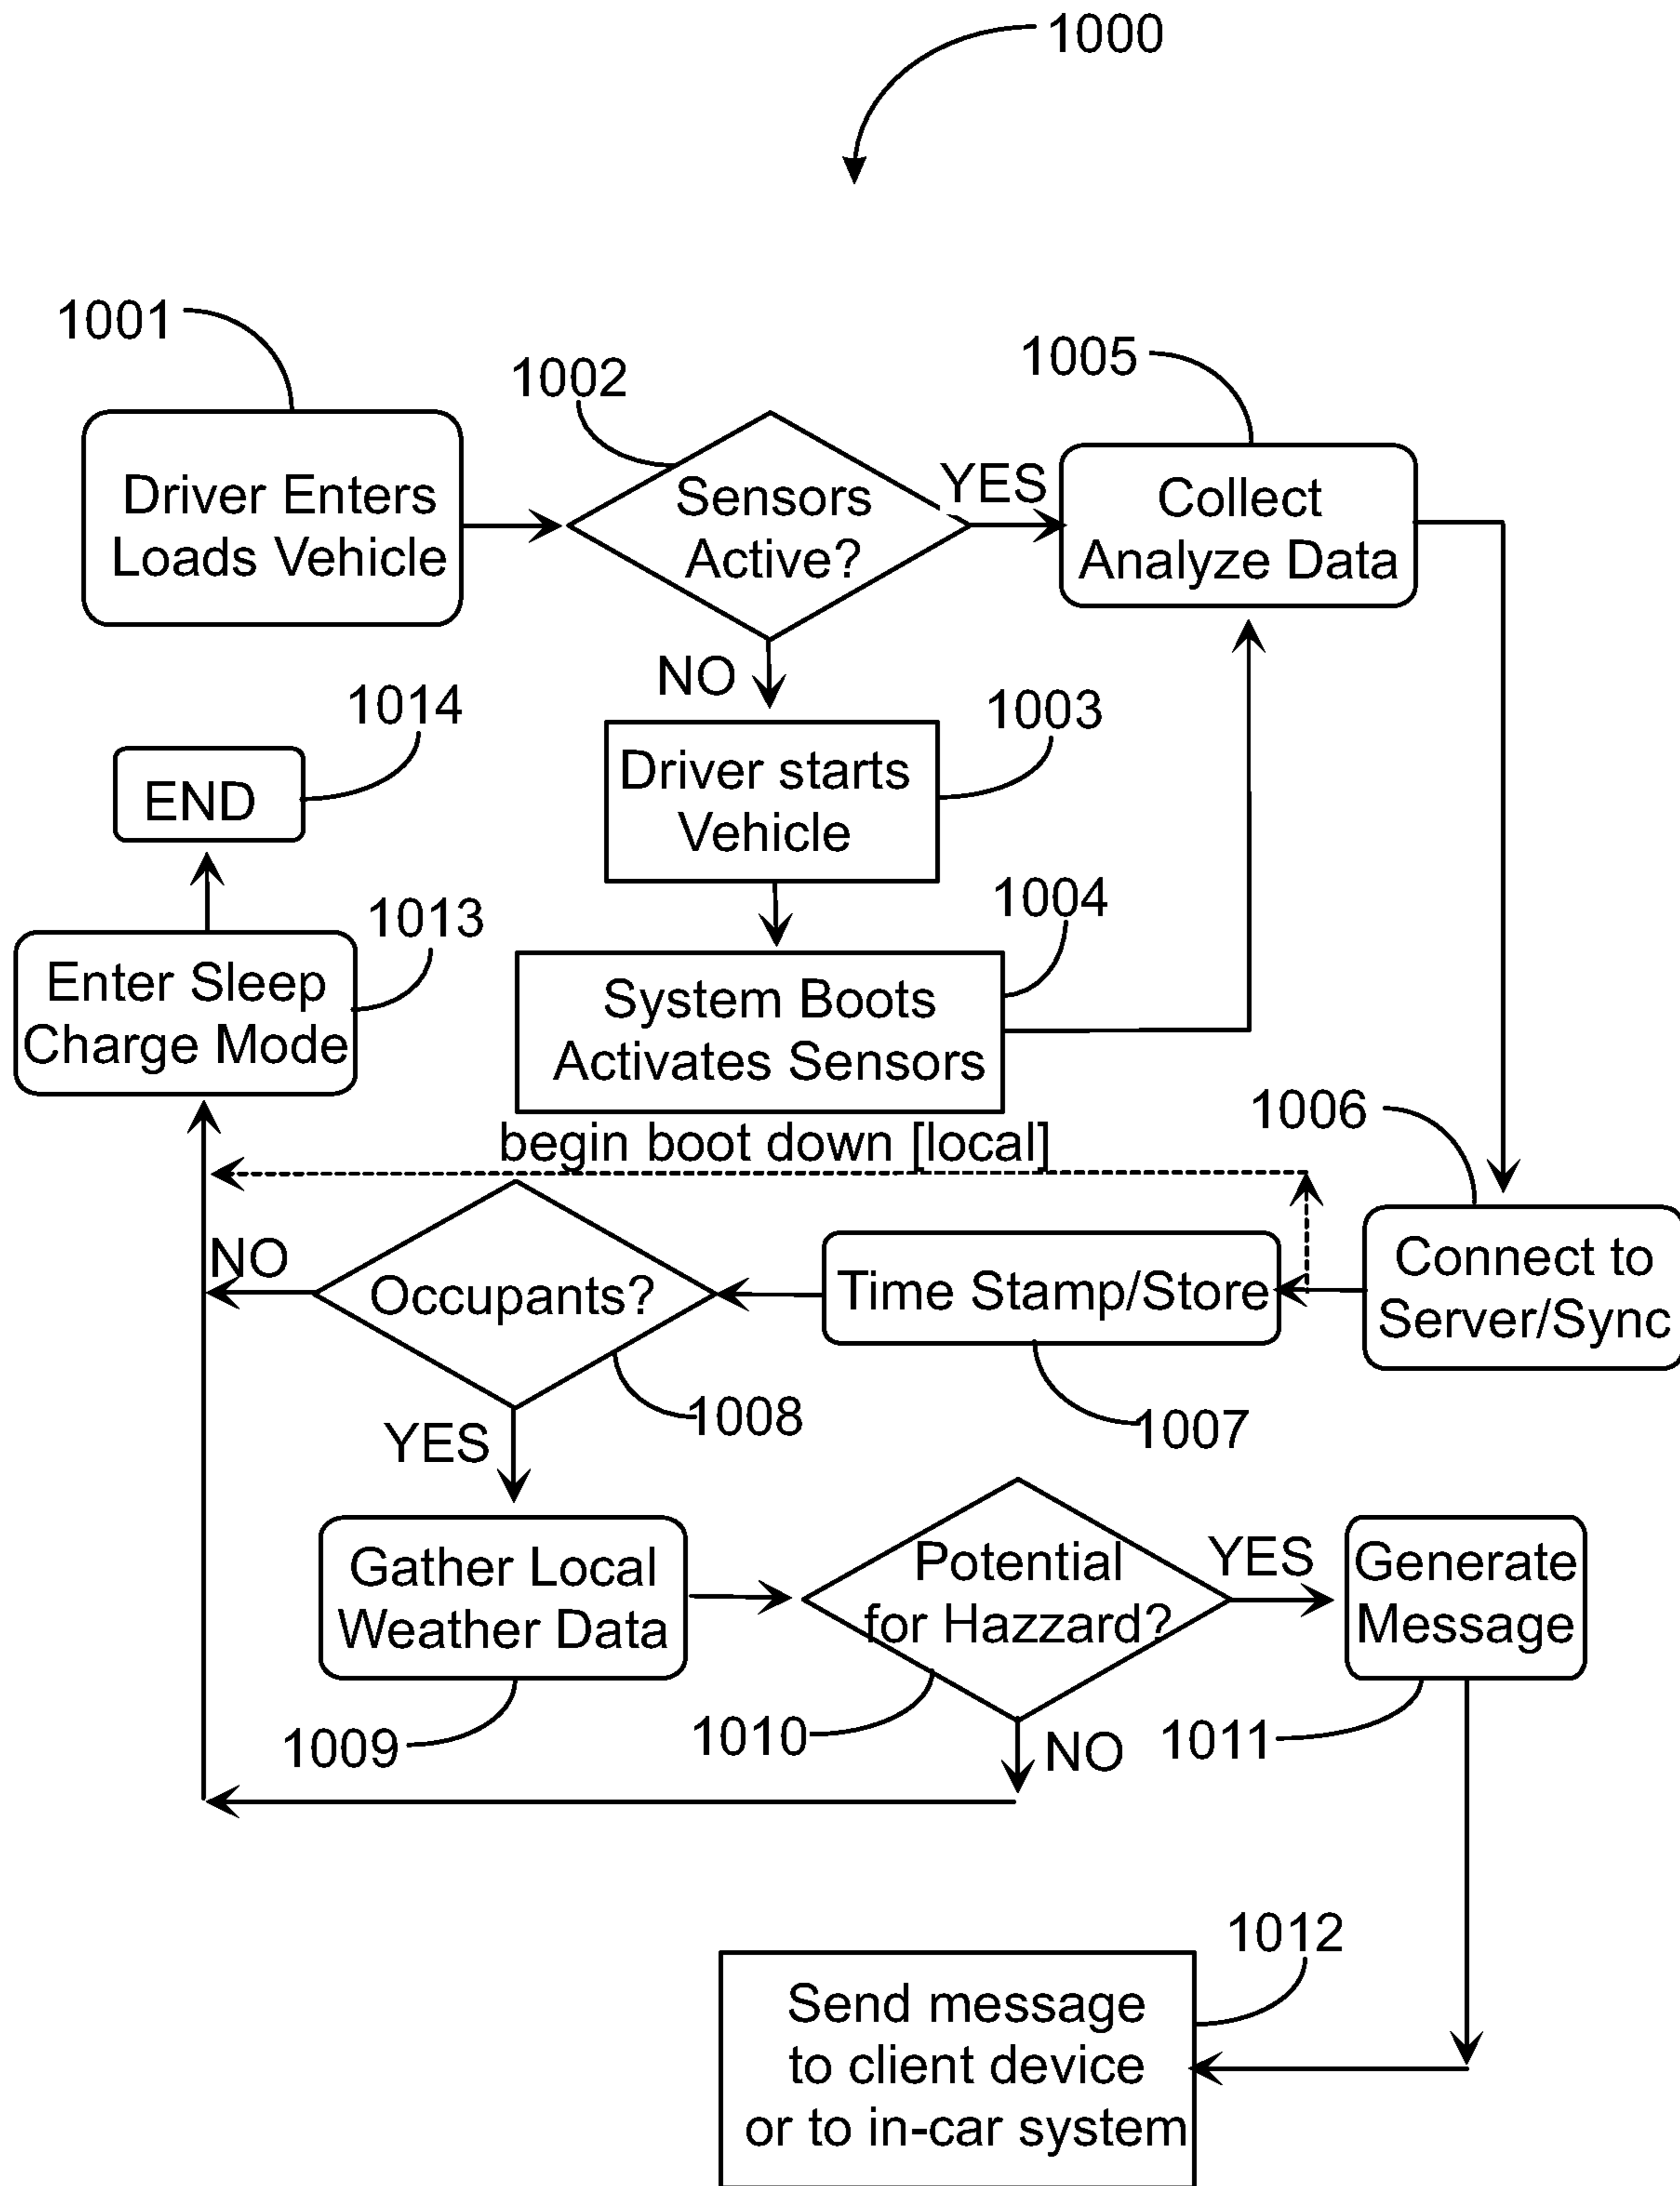 1000
1001
Driver Enters
Loads Vehicle
1002
Sensors
Active?
YES
1005
Collect
Analyze Data
NO
1003
Driver starts
Vehicle
1014
END
1004
System Boots
Activates Sensors
1013
Enter Sleep
Charge Mode
begin boot down [local]
1006
Connect to
Server/Sync
Time Stamp/Store
1007
Occupants?
NO
1008
YES
Gather Local
Weather Data
1009
Potential
for Hazzard?
YES
1010
NO
Generate
Message
1011
1012
Send message
to client device
or to in-car system